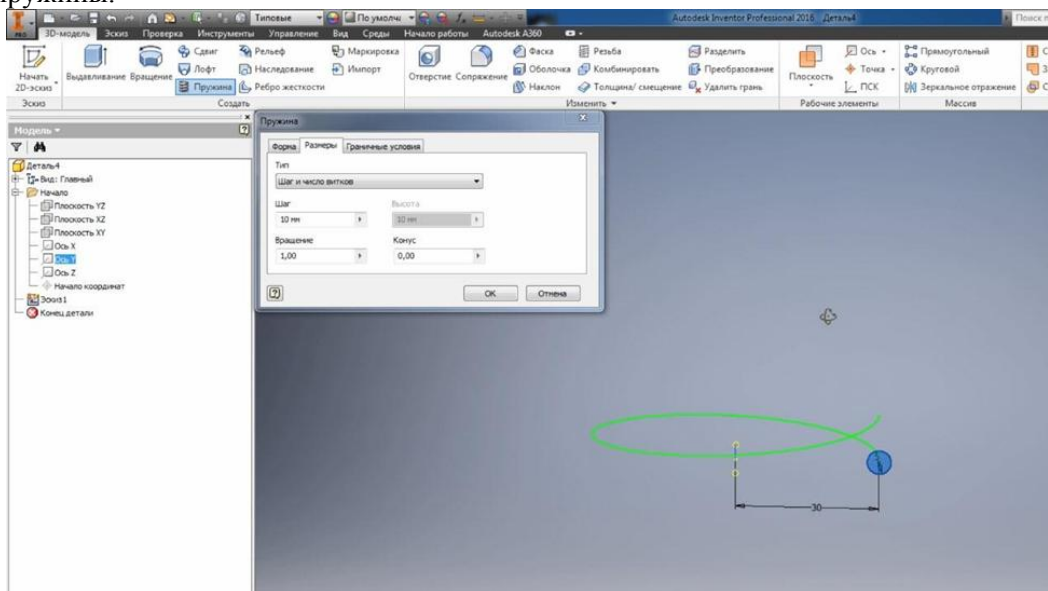 пружины.
Типовые По умолч Autodesk Inventor Professional 2016 Деталь4 Поиск п
PRO 3D-модель Эскиз Проверка Инструменты Управление Вид Среды Начало работы Autodesk A360
Сдвиг Рельеф Маркировка Фаска Резьба Разделить Ось Прямоугольный
Начать 2D-эскиз Выдавливание Вращение Лофт Наследование Импорт Отверстие Сопряжение Оболочка Комбинировать Преобразование Плоскость Точка Круговой
Пружина Ребро жесткости Наклон Толщина/ смещение Удалить грань ПСК Зеркальное отражение
Эскиз Создать Изменить Рабочие элементы Массив
Модель
Деталь4
Вид: Главный
Начало
Плоскость YZ
Плоскость XZ
Плоскость XY
Ось X
Ось Y
Ось Z
Начало координат
Эскиз1
Конец детали
Пружина
Форма Размеры Граничные условия
Тип
Шаг и число витков
Шаг Высота
10 мм 10 мм
Вращение Конус
1,00 0,00
OK Отмена
30